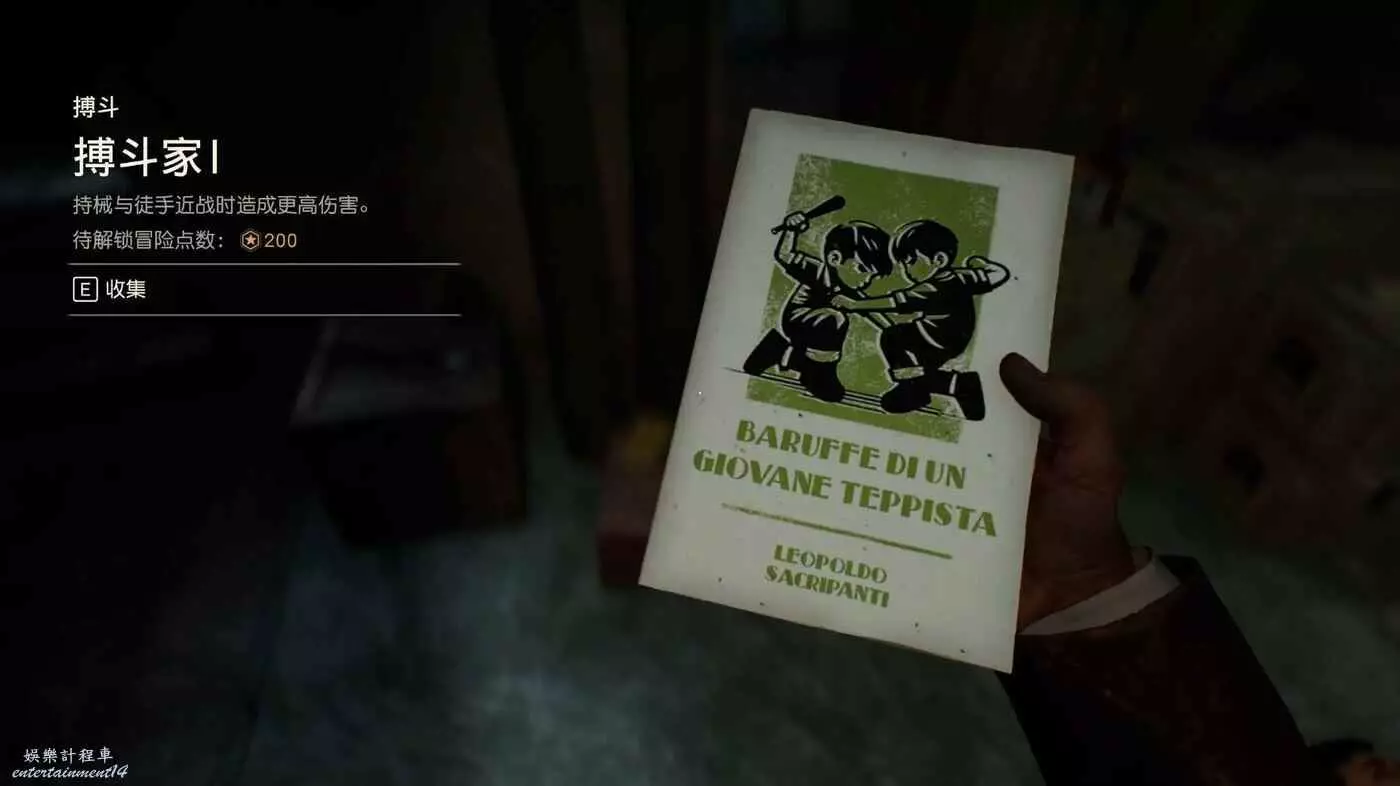 搏斗
搏斗家I
持械与徒手近战时造成更高伤害。
待解锁冒险点数： 200
E 收集
BARUFFE DI UN
GIOVANE TEPPISTA
LEOPOLDO
SACRIPANTI
娛樂計程車
entertainment14